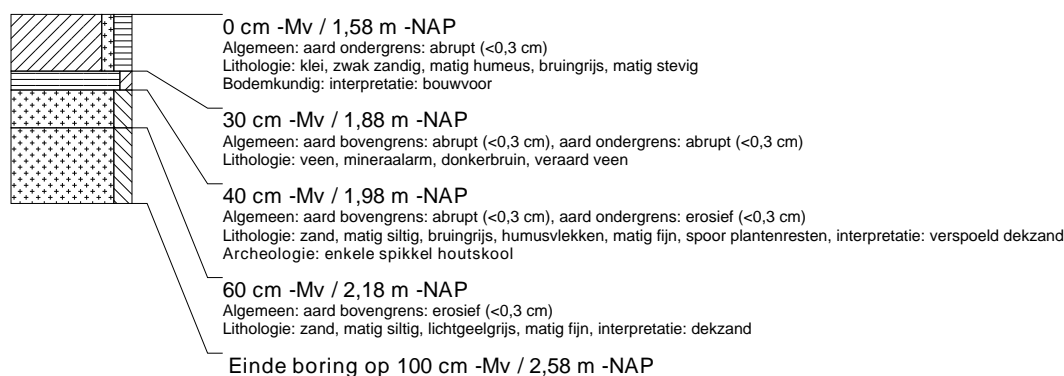 0 cm -Mv / 1,58 m -NAP
Algemeen: aard ondergrens: abrupt (<0,3 cm)
Lithologie: klei, zwak zandig, matig humeus, bruingrijs, matig stevig
Bodemkundig: interpretatie: bouwvoor
30 cm -Mv / 1,88 m -NAP
Algemeen: aard bovengrens: abrupt (<0,3 cm), aard ondergrens: abrupt (<0,3 cm)
Lithologie: veen, mineraalarm, donkerbruin, veraard veen
40 cm -Mv / 1,98 m -NAP
Algemeen: aard bovengrens: abrupt (<0,3 cm), aard ondergrens: erosief (<0,3 cm)
Lithologie: zand, matig siltig, bruingrijs, humusvlekken, matig fijn, spoor plantenresten, interpretatie: verspoeld dekzand
Archeologie: enkele spikkel houtskool
60 cm -Mv / 2,18 m -NAP
Algemeen: aard bovengrens: erosief (<0,3 cm)
Lithologie: zand, matig siltig, lichtgeelgrijs, matig fijn, interpretatie: dekzand
Einde boring op 100 cm -Mv / 2,58 m -NAP